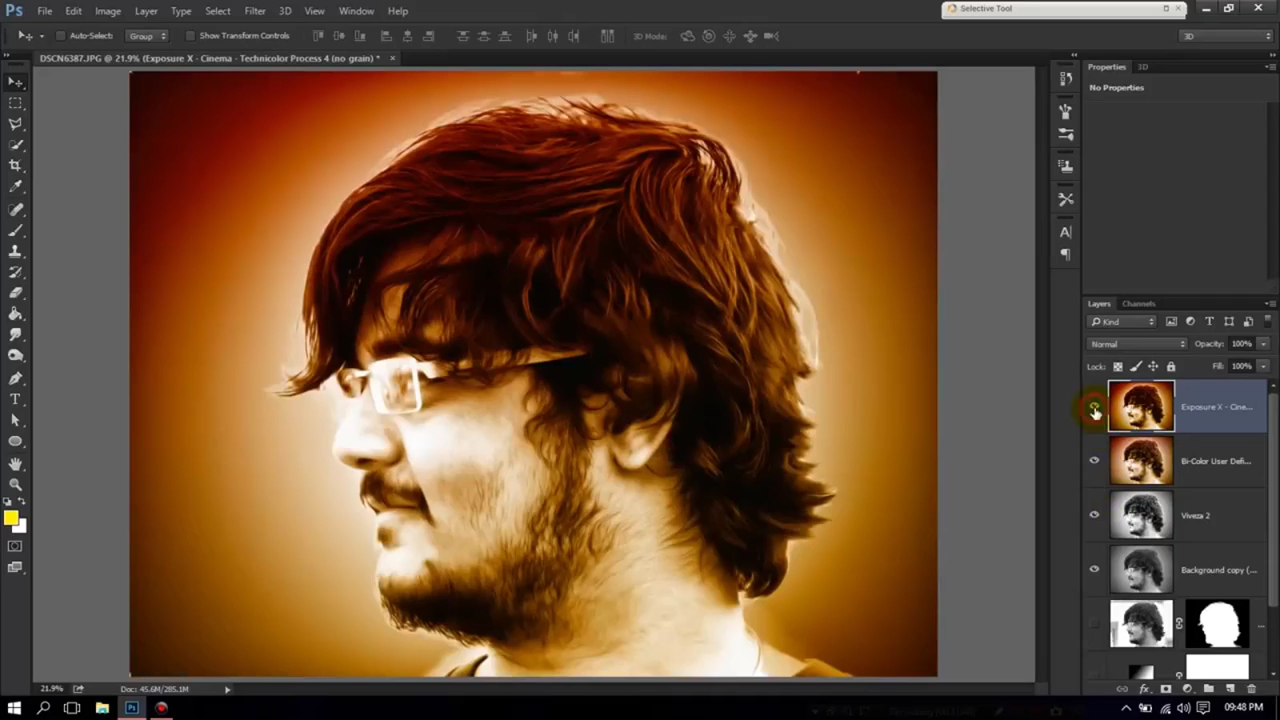 Ps File Edit Image Layer Type Select Filter 3D View Window Help
Selective Tool
Auto-Select: Group Show Transform Controls 3D Mode: 3D
DSCN6387.JPG @ 21.9% (Exposure X - Cinema - Technicolor Process 4 (no grain) *
Properties 3D
No Properties
Layers Channels
Kind
Normal Opacity: 100%
Lock: Fill: 100%
Exposure X - Cine...
Bi-Color User Defi...
Viveza 2
Background copy (...
21.9% Doc: 45.6M/285.1M
09:48 PM